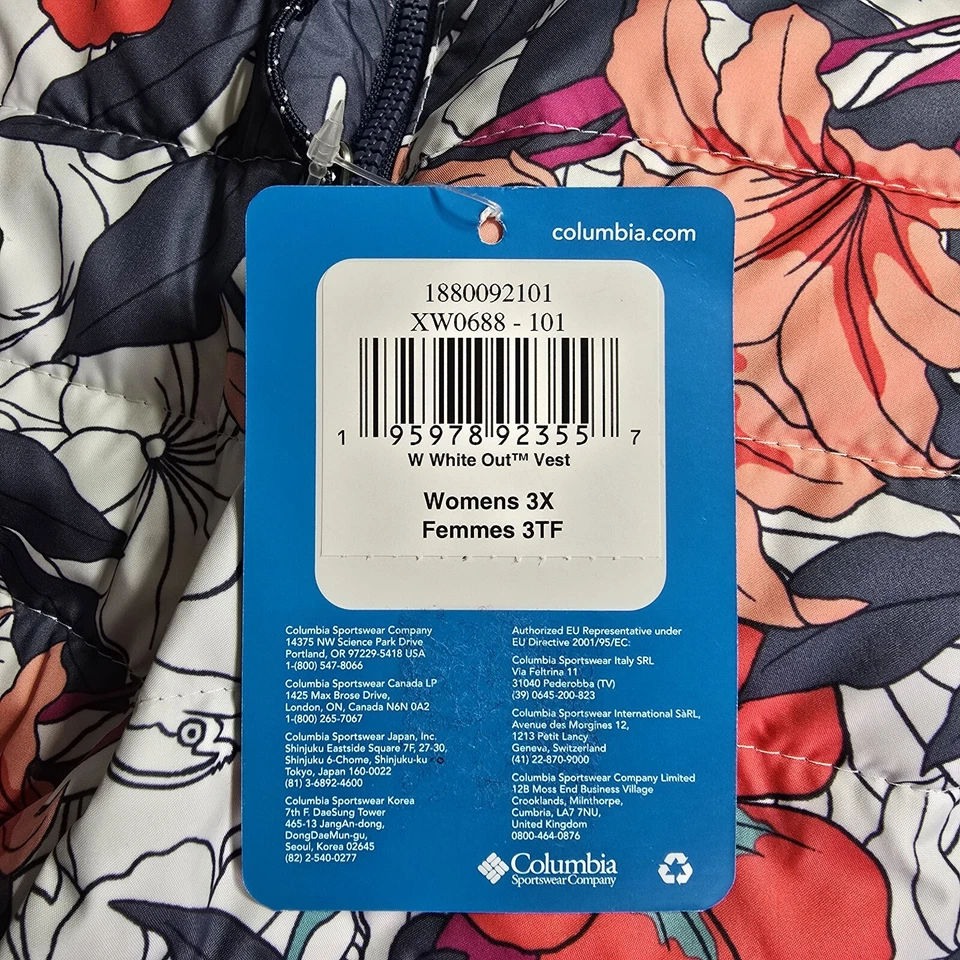 columbia.com
1880092101
XW0688 - 101
1 95978 92355 7
W White Out™ Vest
Womens 3X
Femmes 3TF
Columbia Sportswear Company
14375 NW Science Park Drive
Portland, OR 97229-5418 USA
1-(800) 547-8066
Columbia Sportswear Canada LP
1425 Max Brose Drive,
London, ON, Canada N6N 0A2
1-(800) 265-7067
Columbia Sportswear Japan, Inc.
Shinjuku Eastside Square 7F, 27-30,
Shinjuku 6-Chome, Shinjuku-ku
Tokyo, Japan 160-0022
(81) 3-6892-4600
Columbia Sportswear Korea
7th F. DaeSung Tower
465-13 JangAn-dong,
DongDaeMun-gu,
Seoul, Korea 02645
(82) 2-540-0277
Authorized EU Representative under
EU Directive 2001/95/EC:
Columbia Sportswear Italy SRL
Via Feltrina 11
31040 Pederobba (TV)
(39) 0645-200-823
Columbia Sportswear International SàRL,
Avenue des Morgines 12,
1213 Petit Lancy
Geneva, Switzerland
(41) 22-870-9000
Columbia Sportswear Company Limited
12B Moss End Business Village
Crooklands, Milnthorpe,
Cumbria, LA7 7NU,
United Kingdom
0800-464-0876
Columbia
Sportswear Company